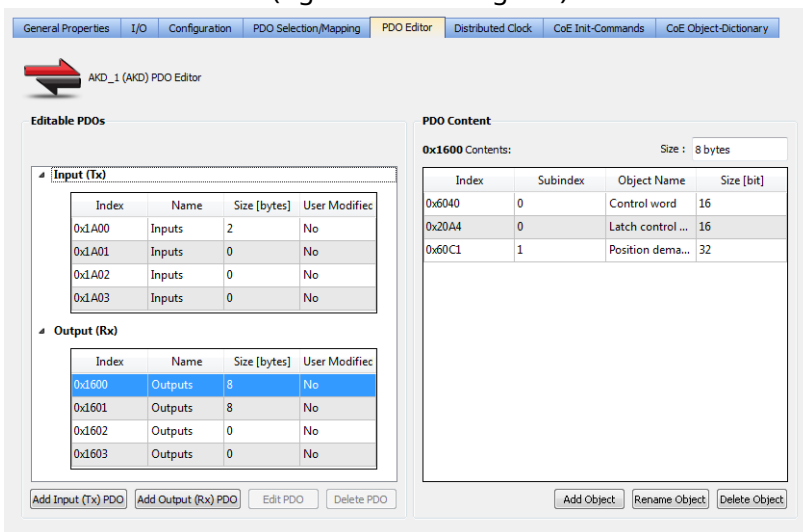 General Properties I/O Configuration PDO Selection/Mapping PDO Editor Distributed Clock CoE Init-Commands CoE Object-Dictionary
AKD_1 (AKD) PDO Editor
Editable PDOs
Input (Tx)
Index Name Size [bytes] User Modifiec
0x1A00 Inputs 2 No
0x1A01 Inputs 0 No
0x1A02 Inputs 0 No
0x1A03 Inputs 0 No
Output (Rx)
Index Name Size [bytes] User Modifiec
0x1600 Outputs 8 No
0x1601 Outputs 8 No
0x1602 Outputs 0 No
0x1603 Outputs 0 No
Add Input (Tx) PDO Add Output (Rx) PDO Edit PDO Delete PDO
PDO Content
0x1600 Contents: Size : 8 bytes
Index Subindex Object Name Size [bit]
0x6040 0 Control word 16
0x20A4 0 Latch control ... 16
0x60C1 1 Position dema... 32
Add Object Rename Object Delete Object